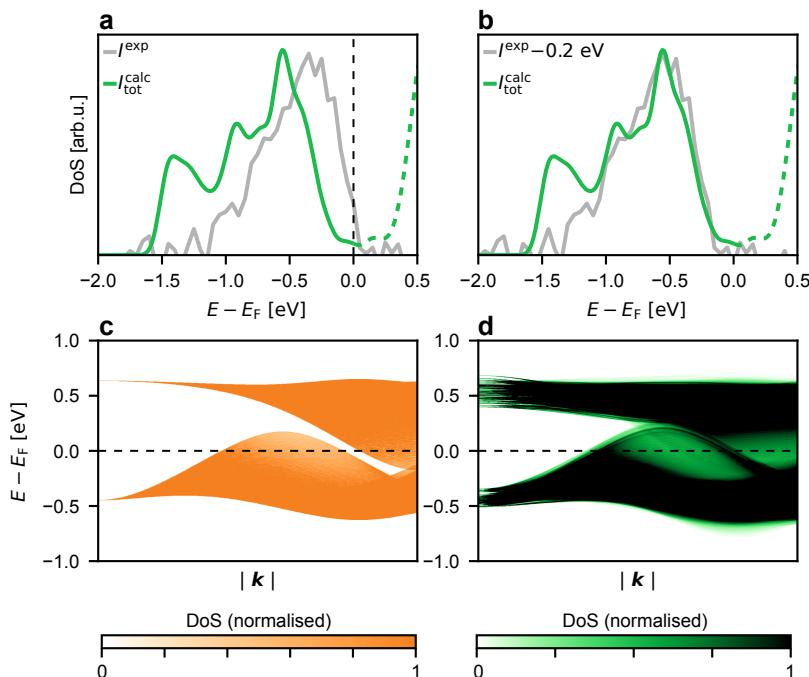 a
I^exp
I_tot^calc
DoS [arb.u.]
−2.0 −1.5 −1.0 −0.5 0.0 0.5
E − E_F [eV]
b
I^exp−0.2 eV
I_tot^calc
−2.0 −1.5 −1.0 −0.5 0.0 0.5
E − E_F [eV]
c
E − E_F [eV]
1.0
0.5
0.0
-0.5
-1.0
| k |
d
1.0
0.5
0.0
-0.5
-1.0
| k |
DoS (normalised)
0 1
DoS (normalised)
0 1